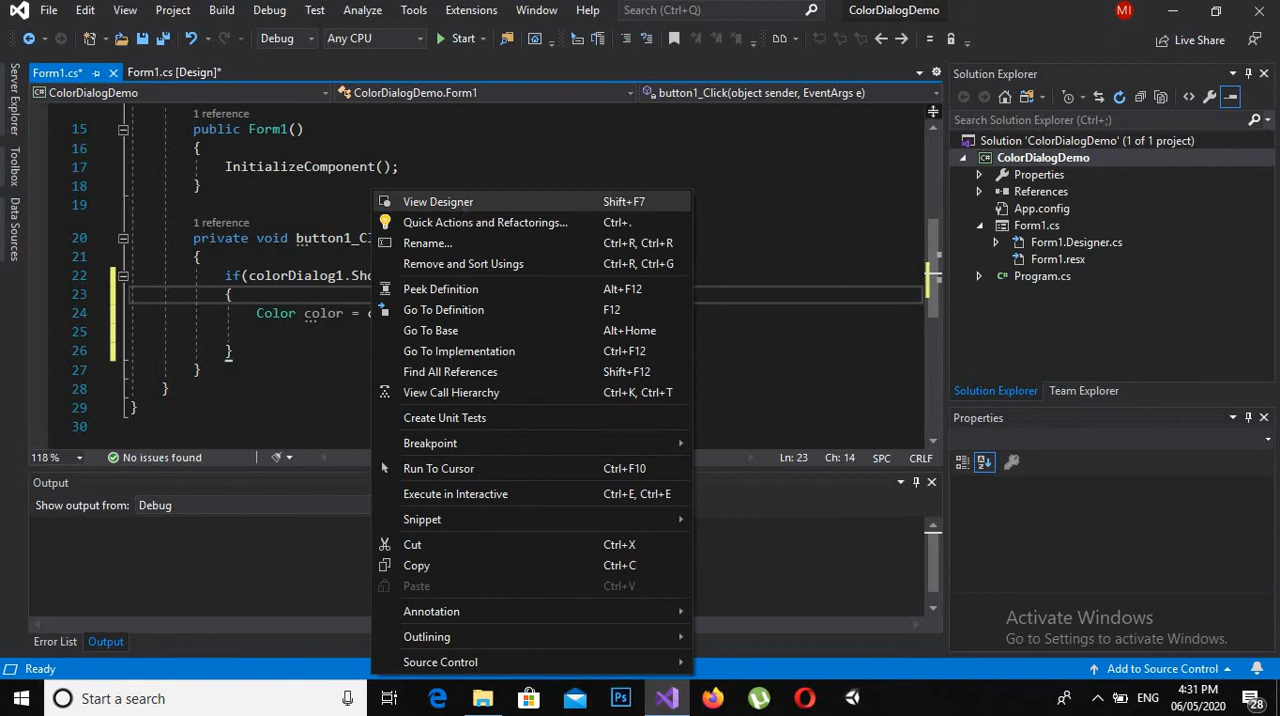 File Edit View Project Build Debug Test Analyze Tools Extensions Window Help Search (Ctrl+Q) ColorDialogDemo MI
Debug Any CPU Start Live Share
Form1.cs* Form1.cs [Design]*
ColorDialogDemo ColorDialogDemo.Form1 button1_Click(object sender, EventArgs e)
Server Explorer
Toolbox
Data Sources
1 reference
15 public Form1()
16 {
17 InitializeComponent();
18 }
19
1 reference
20 private void button1_Cl
21 {
22 if(colorDialog1.Sho
23 {
24 Color color = c
25
26 }
27 }
28 }
29 }
30
118 % No issues found Ln: 23 Ch: 14 SPC CRLF
View Designer Shift+F7
Quick Actions and Refactorings... Ctrl+.
Rename... Ctrl+R, Ctrl+R
Remove and Sort Usings Ctrl+R, Ctrl+G
Peek Definition Alt+F12
Go To Definition F12
Go To Base Alt+Home
Go To Implementation Ctrl+F12
Find All References Shift+F12
View Call Hierarchy Ctrl+K, Ctrl+T
Create Unit Tests
Breakpoint
Run To Cursor Ctrl+F10
Execute in Interactive Ctrl+E, Ctrl+E
Snippet
Cut Ctrl+X
Copy Ctrl+C
Paste Ctrl+V
Annotation
Outlining
Source Control
Output
Show output from: Debug
Error List Output
Solution Explorer
Search Solution Explorer (Ctrl+;)
Solution 'ColorDialogDemo' (1 of 1 project)
ColorDialogDemo
Properties
References
App.config
Form1.cs
Form1.Designer.cs
Form1.resx
Program.cs
Solution Explorer Team Explorer
Properties
Activate Windows
Go to Settings to activate Windows.
Ready Add to Source Control
Start a search Ps ENG 4:31 PM
06/05/2020 28